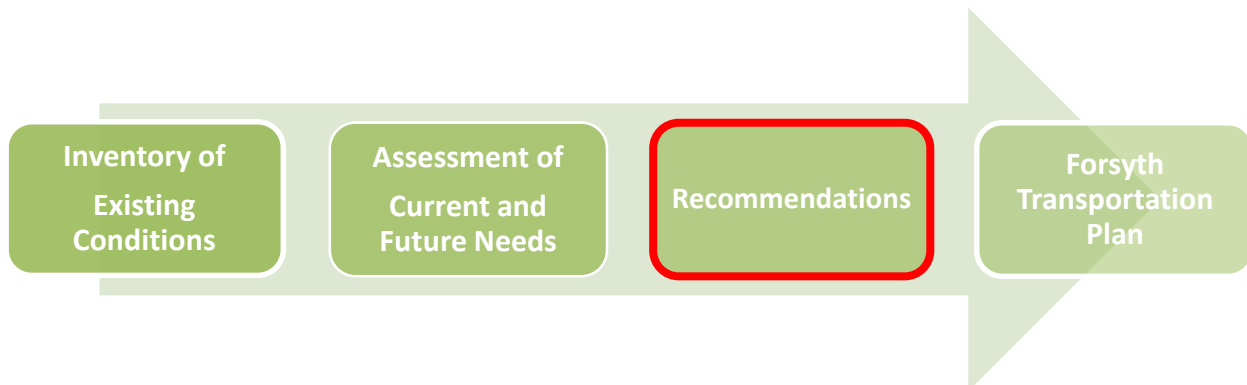 Inventory of
Existing
Conditions
Assessment of
Current and
Future Needs
Recommendations
Forsyth
Transportation
Plan